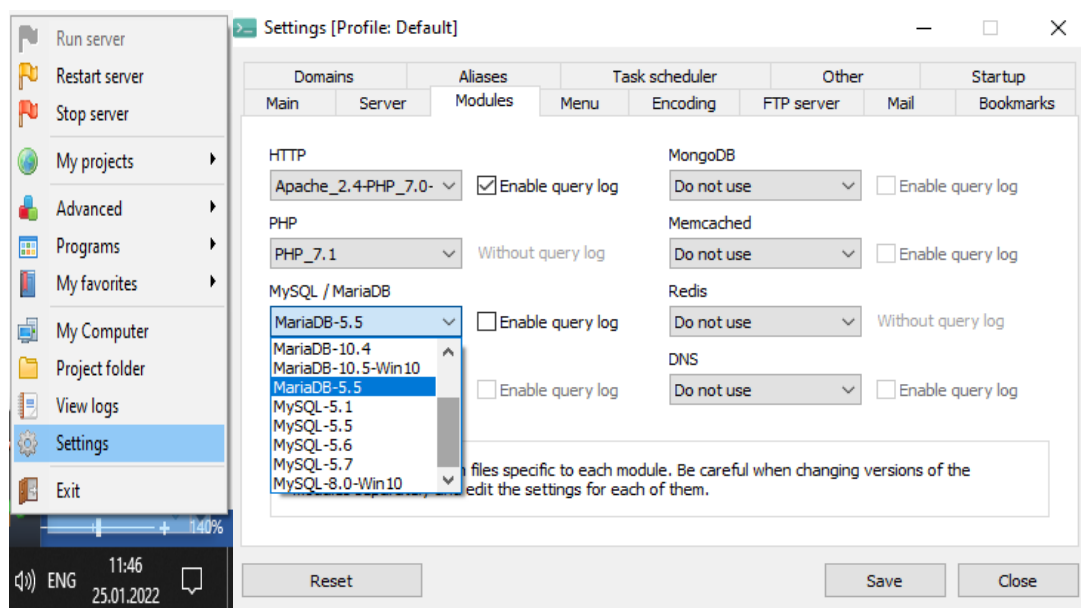 Run server
Restart server
Stop server
My projects
Advanced
Programs
My favorites
My Computer
Project folder
View logs
Settings
Exit
140%
ENG
11:46
25.01.2022
Settings [Profile: Default]
Domains Aliases Task scheduler Other Startup
Main Server Modules Menu Encoding FTP server Mail Bookmarks
HTTP
Apache_2.4-PHP_7.0- Enable query log
PHP
PHP_7.1 Without query log
MySQL / MariaDB
MariaDB-5.5 Enable query log
MariaDB-10.4
MariaDB-10.5-Win10
MariaDB-5.5
MySQL-5.1
MySQL-5.5
MySQL-5.6
MySQL-5.7
MySQL-8.0-Win10
Enable query log
MongoDB
Do not use Enable query log
Memcached
Do not use Enable query log
Redis
Do not use Without query log
DNS
Do not use Enable query log
files specific to each module. Be careful when changing versions of the
edit the settings for each of them.
Reset Save Close